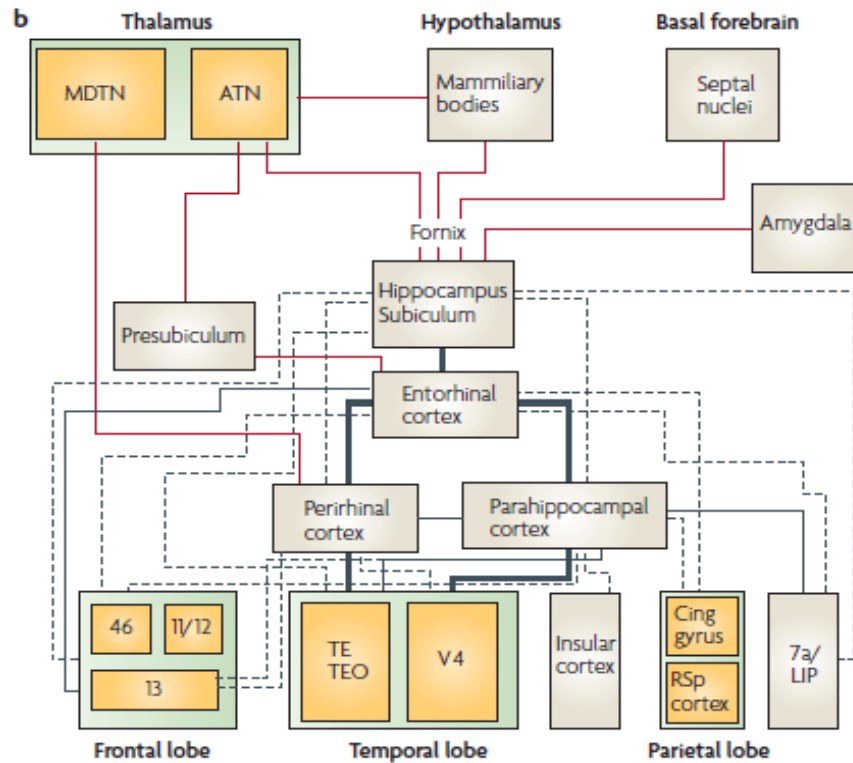 b
Thalamus
Hypothalamus
Basal forebrain
MDTN
ATN
Mammiliary
bodies
Septal
nuclei
Amygdala
Fornix
Hippocampus
Subiculum
Presubiculum
Entorhinal
cortex
Perirhinal
cortex
Parahippocampal
cortex
46
11/12
13
TE
TEO
V4
Insular
cortex
Cing
gyrus
RSp
cortex
7a/
LIP
Frontal lobe
Temporal lobe
Parietal lobe